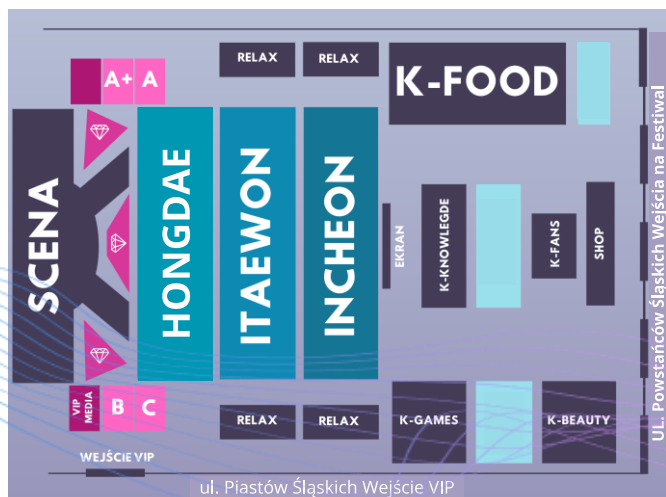 RELAX
RELAX
K-FOOD
A+
A
SCENA
HONGDAE
ITAEWON
INCHEON
EKRAN
K-KNOWLEGDE
K-FANS
SHOP
UL. Powstańców Śląskich Wejścia na Festiwal
VIP
MEDIA
B
C
RELAX
RELAX
K-GAMES
K-BEAUTY
WEJŚCIE VIP
ul. Piastów Śląskich Wejście VIP